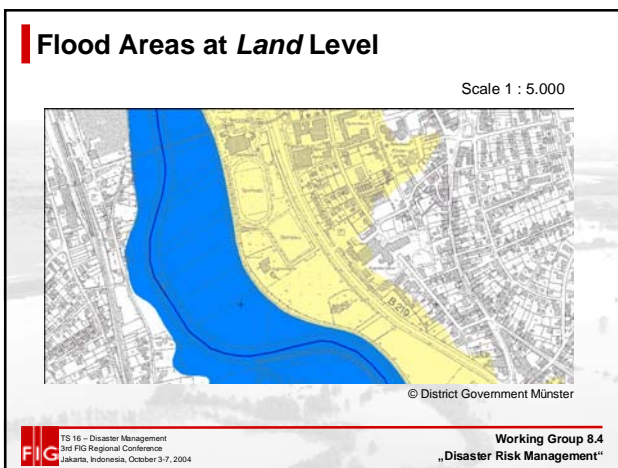 Flood Areas at Land Level
Scale 1 : 5.000
B 219
© District Government Münster
FIG
TS 16 – Disaster Management
3rd FIG Regional Conference
Jakarta, Indonesia, October 3-7, 2004
Working Group 8.4
„Disaster Risk Management“